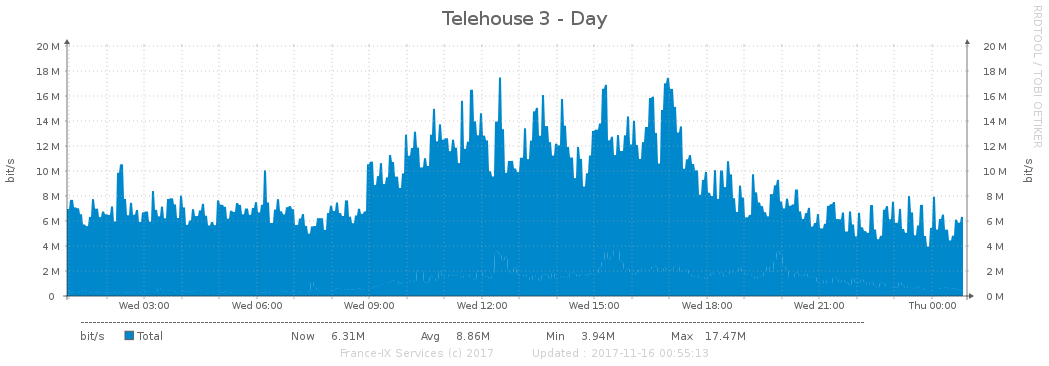 Telehouse 3 - Day
RRDTOOL / TOBI OETIKER
bit/s
20 M 20 M
18 M 18 M
16 M 16 M
14 M 14 M
12 M 12 M
10 M 10 M
8 M 8 M
6 M 6 M
4 M 4 M
2 M 2 M
0 0 M
bit/s
Wed 03:00 Wed 06:00 Wed 09:00 Wed 12:00 Wed 15:00 Wed 18:00 Wed 21:00 Thu 00:00
bit/s Total Now 6.31M Avg 8.86M Min 3.94M Max 17.47M
France-IX Services (c) 2017 Updated : 2017-11-16 00:55:13